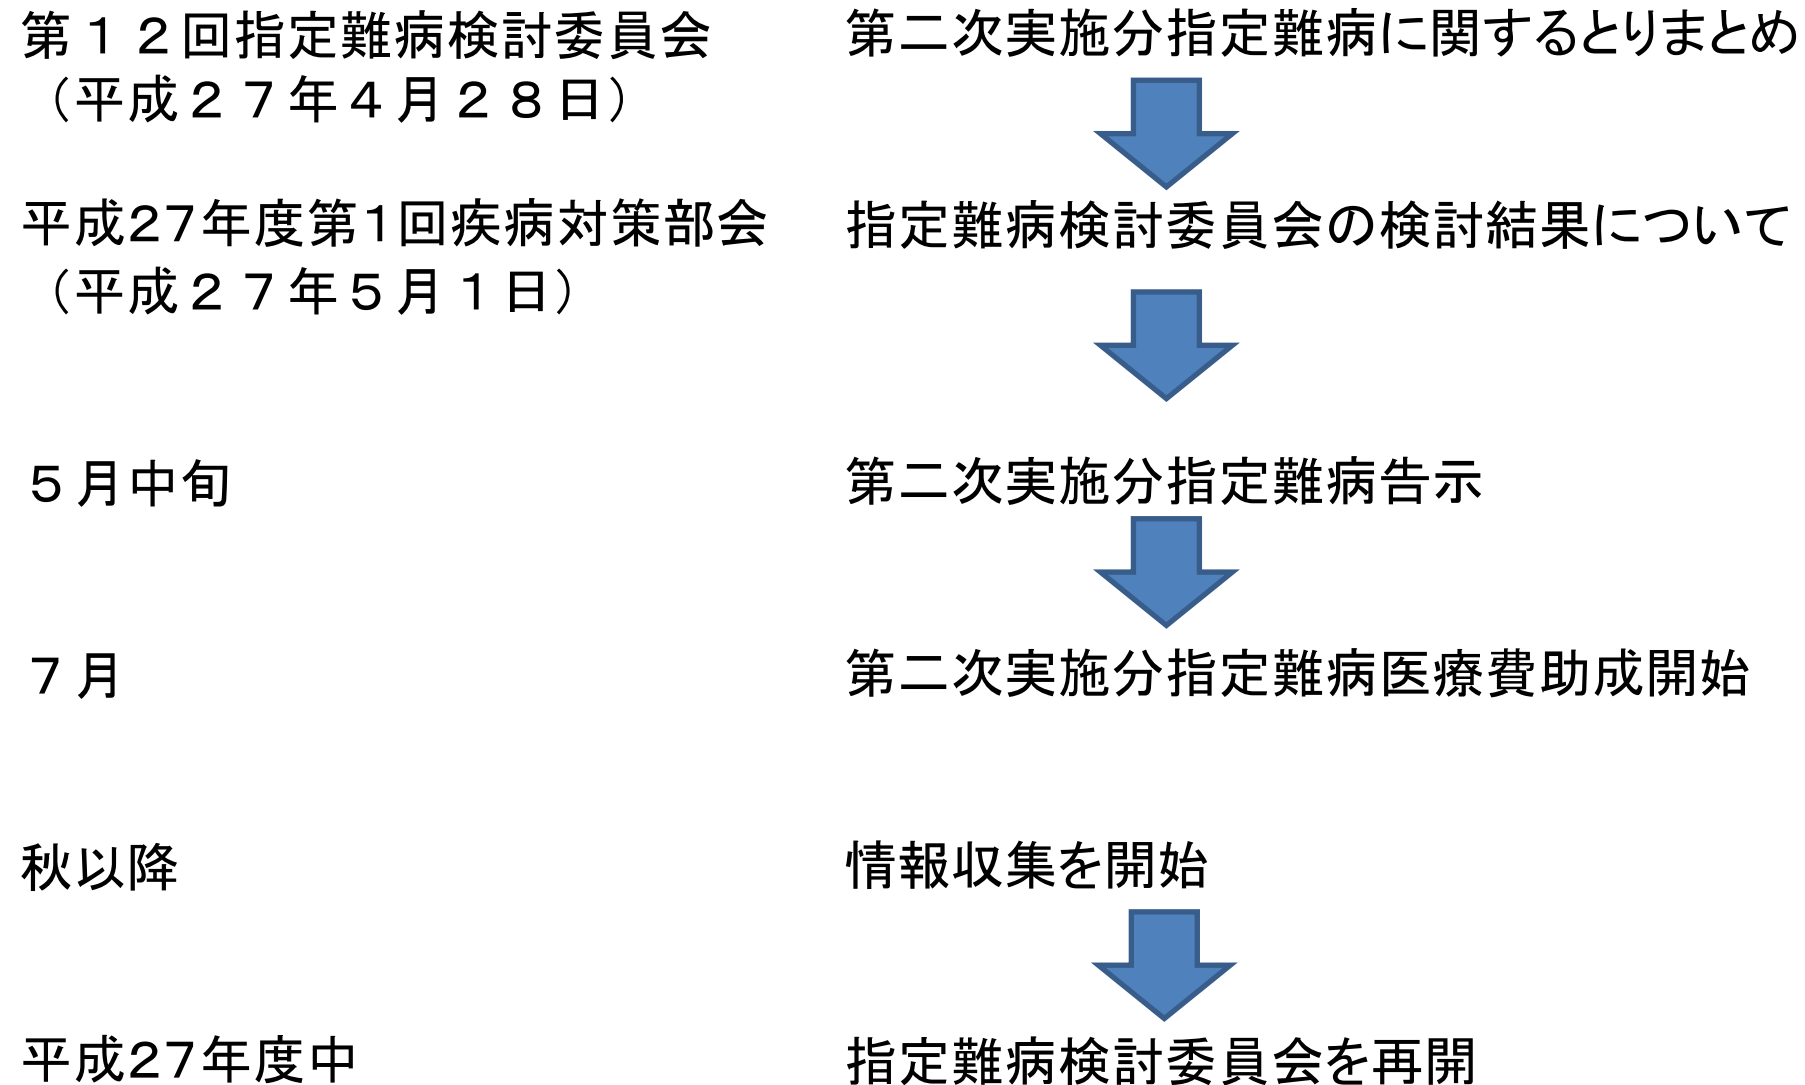 第１２回指定難病検討委員会
（平成２７年４月２８日）
第二次実施分指定難病に関するとりまとめ
平成27年度第1回疾病対策部会
（平成２７年５月１日）
指定難病検討委員会の検討結果について
５月中旬
第二次実施分指定難病告示
７月
第二次実施分指定難病医療費助成開始
秋以降
情報収集を開始
平成27年度中
指定難病検討委員会を再開